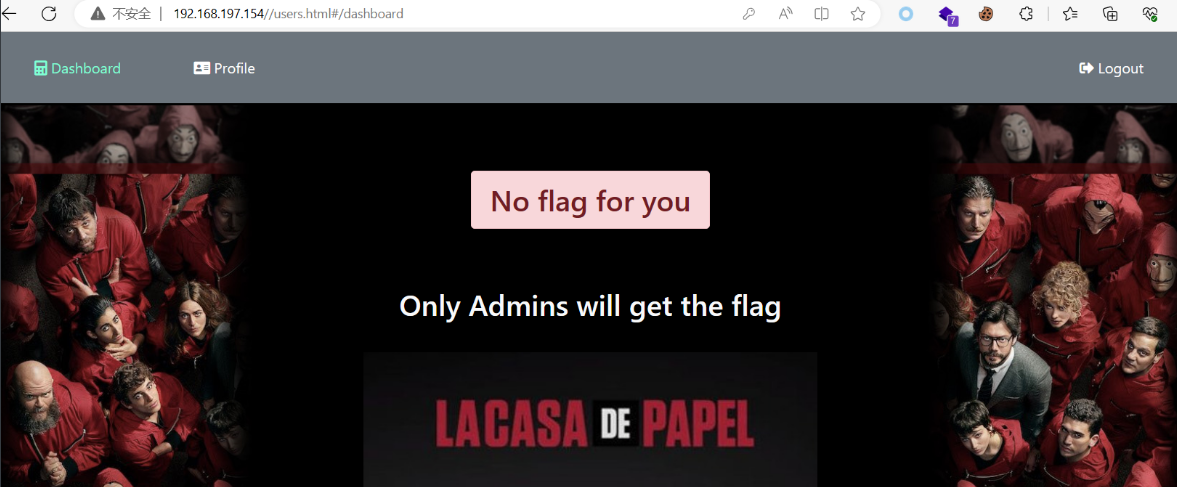 不安全 | 192.168.197.154//users.html#/dashboard
7
Dashboard Profile Logout
No flag for you
Only Admins will get the flag
LA CASA DE PAPEL